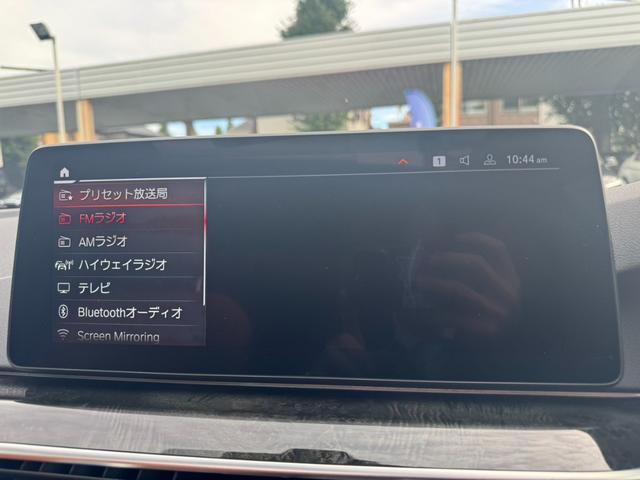 1 10:44 am
プリセット放送局
FMラジオ
AMラジオ
ハイウェイラジオ
テレビ
Bluetoothオーディオ
Screen Mirroring